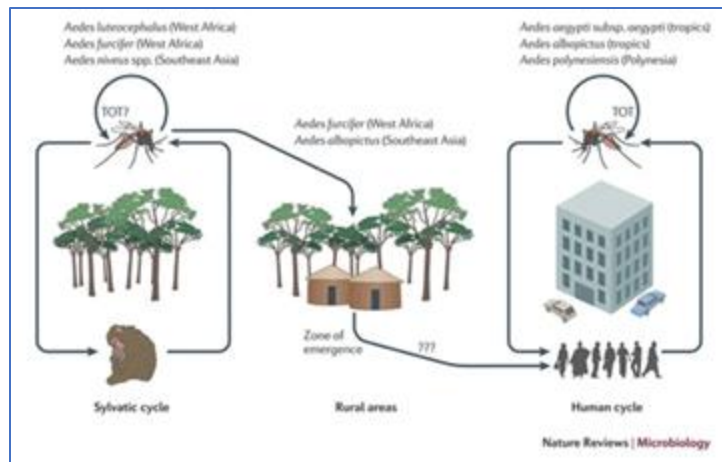 Aedes luteocephalus (West Africa)
Aedes furcifer (West Africa)
Aedes niveus spp. (Southeast Asia)
TOT?
Aedes furcifer (West Africa)
Aedes albopictus (Southeast Asia)
Aedes aegypti subsp. aegypti (tropics)
Aedes albopictus (tropics)
Aedes polynesiensis (Polynesia)
TOT
Zone of
emergence
???
Sylvatic cycle
Rural areas
Human cycle
Nature Reviews | Microbiology